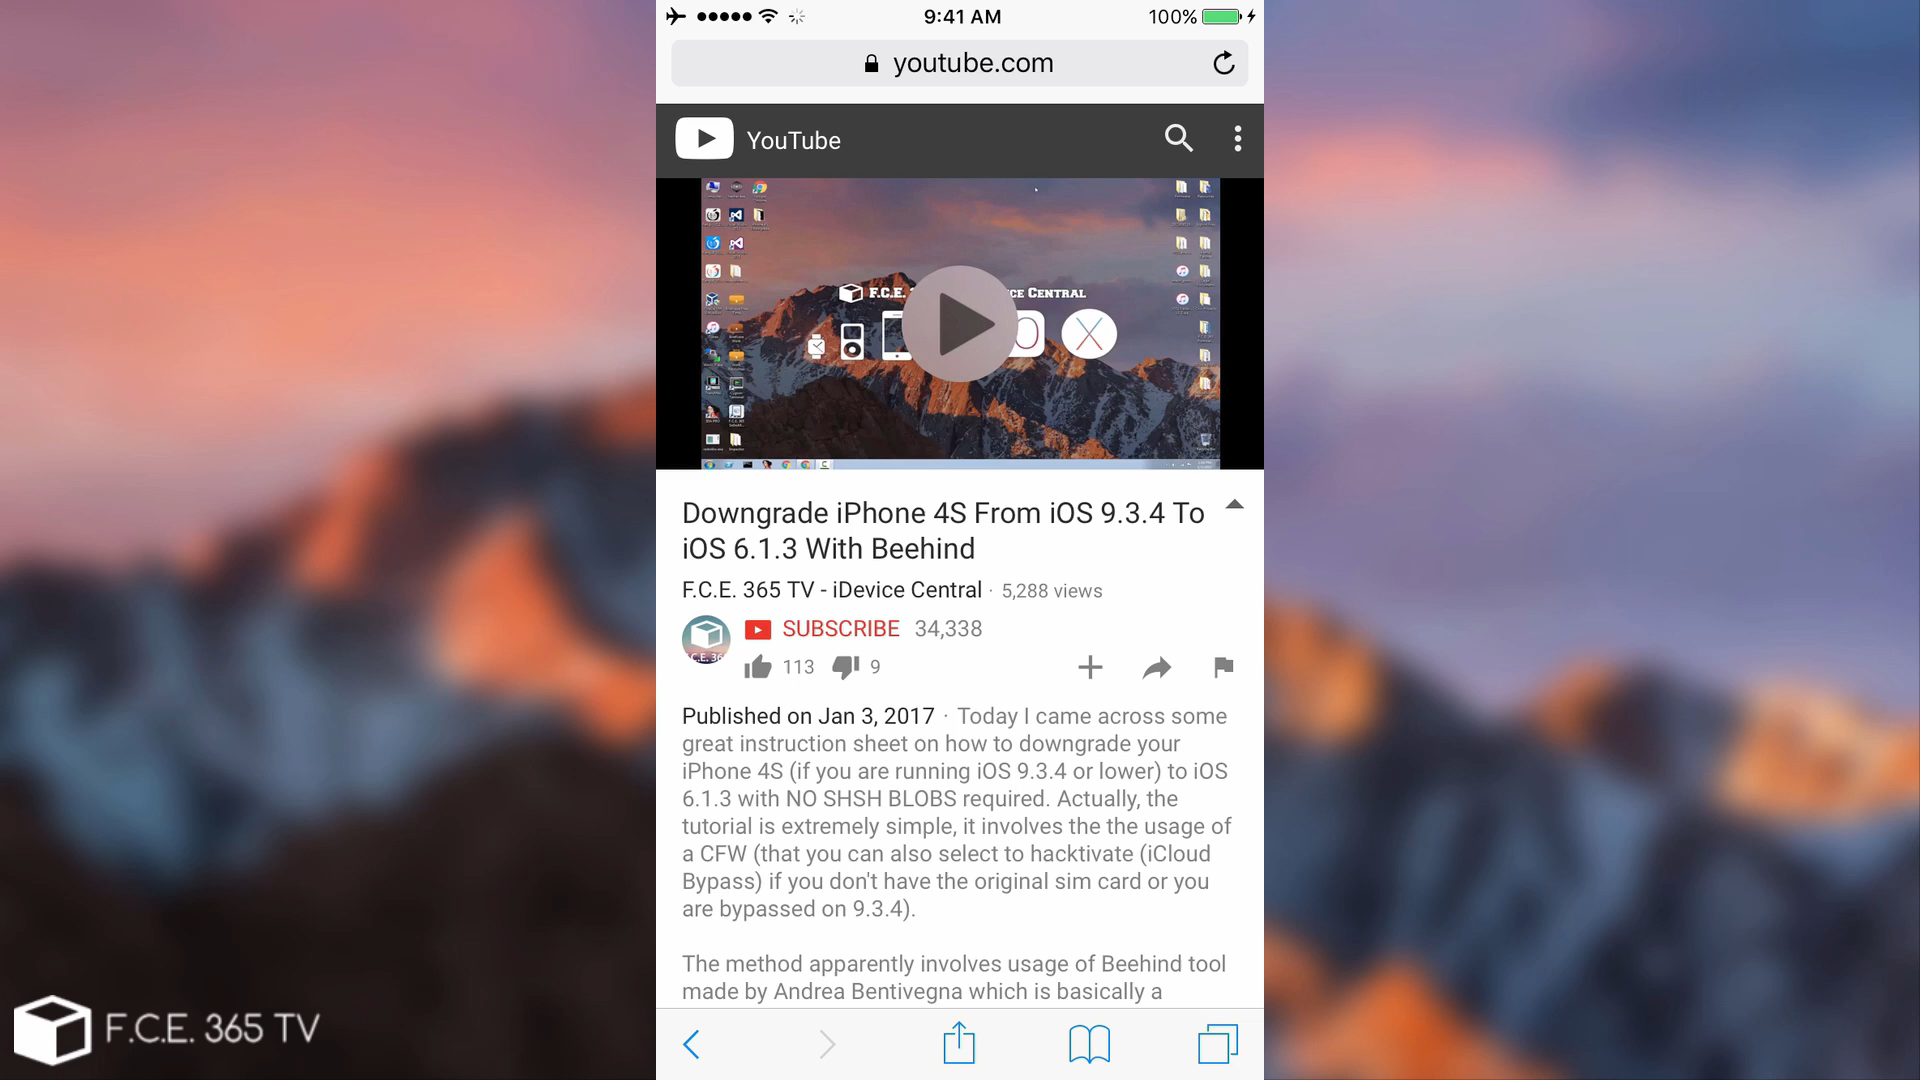 9:41 AM
100%
youtube.com
YouTube
F.C.E.
CE CENTRAL
Downgrade iPhone 4S From iOS 9.3.4 To
iOS 6.1.3 With Beehind
F.C.E. 365 TV - iDevice Central · 5,288 views
SUBSCRIBE 34,338
113 9
Published on Jan 3, 2017 · Today I came across some
great instruction sheet on how to downgrade your
iPhone 4S (if you are running iOS 9.3.4 or lower) to iOS
6.1.3 with NO SHSH BLOBS required. Actually, the
tutorial is extremely simple, it involves the the usage of
a CFW (that you can also select to hacktivate (iCloud
Bypass) if you don't have the original sim card or you
are bypassed on 9.3.4).
The method apparently involves usage of Beehind tool
made by Andrea Bentivegna which is basically a
F.C.E. 365 TV